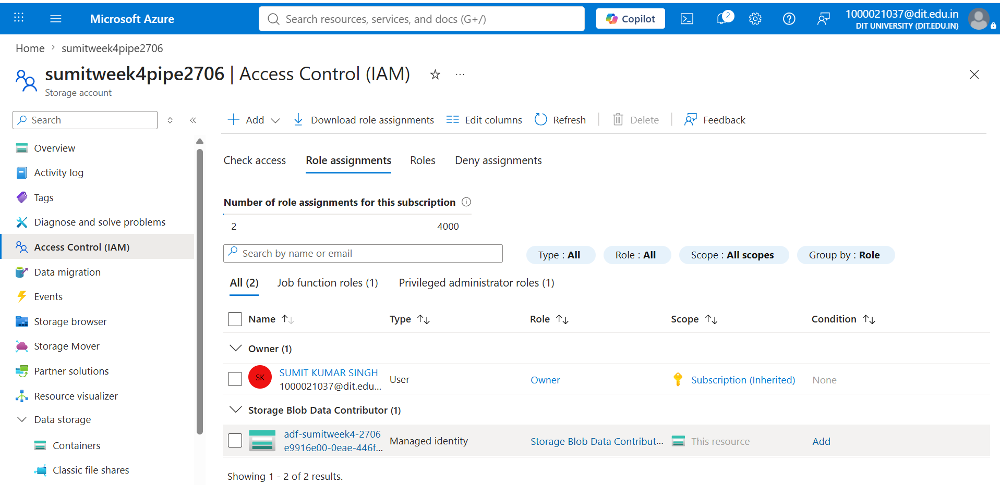 Microsoft Azure
Search resources, services, and docs (G+/)
Copilot
2
1000021037@dit.edu.in
DIT UNIVERSITY (DIT.EDU.IN)
Home > sumitweek4pipe2706
sumitweek4pipe2706 | Access Control (IAM)
...
Storage account
Search
Add
Download role assignments
Edit columns
Refresh
Delete
Feedback
Overview
Activity log
Tags
Diagnose and solve problems
Access Control (IAM)
Data migration
Events
Storage browser
Storage Mover
Partner solutions
Resource visualizer
Data storage
Containers
Classic file shares
Check access
Role assignments
Roles
Deny assignments
Number of role assignments for this subscription
2
4000
Search by name or email
Type : All
Role : All
Scope : All scopes
Group by : Role
All (2)
Job function roles (1)
Privileged administrator roles (1)
Name
Type
Role
Scope
Condition
Owner (1)
SK
SUMIT KUMAR SINGH
1000021037@dit.edu...
User
Owner
Subscription (Inherited)
None
Storage Blob Data Contributor (1)
adf-sumitweek4-2706
e9916e00-0eae-446f...
Managed identity
Storage Blob Data Contribut...
This resource
Add
Showing 1 - 2 of 2 results.